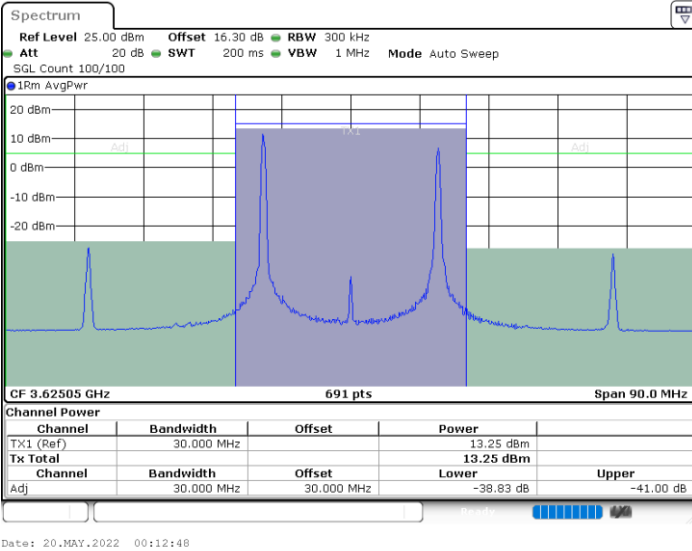 Spectrum
Ref Level 25.00 dBm Offset 16.30 dB RBW 300 kHz
Att 20 dB SWT 200 ms VBW 1 MHz Mode Auto Sweep
SGL Count 100/100
1Rm AvgPwr
20 dBm
TX1
10 dBm
Adj Adj
0 dBm
-10 dBm
-20 dBm
CF 3.62505 GHz 691 pts Span 90.0 MHz
Channel Power
Channel Bandwidth Offset Power
TX1 (Ref) 30.000 MHz 13.25 dBm
Tx Total 13.25 dBm
Channel Bandwidth Offset Lower Upper
Adj 30.000 MHz 30.000 MHz -38.83 dB -41.00 dB
Ready
Date: 20.MAY.2022 00:12:48